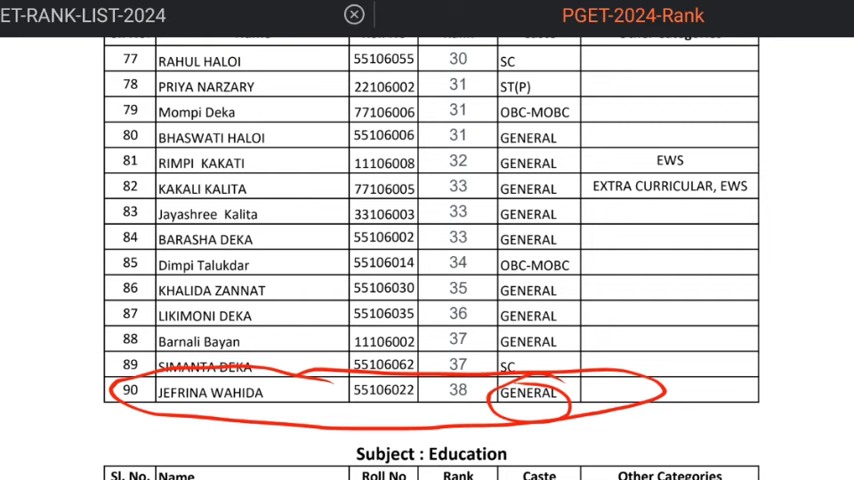 ET-RANK-LIST-2024
PGET-2024-Rank
77 RAHUL HALOI 55106055 30 SC
78 PRIYA NARZARY 22106002 31 ST(P)
79 Mompi Deka 77106006 31 OBC-MOBC
80 BHASWATI HALOI 55106006 31 GENERAL
81 RIMPI KAKATI 11106008 32 GENERAL EWS
82 KAKALI KALITA 77106005 33 GENERAL EXTRA CURRICULAR, EWS
83 Jayashree Kalita 33106003 33 GENERAL
84 BARASHA DEKA 55106002 33 GENERAL
85 Dimpi Talukdar 55106014 34 OBC-MOBC
86 KHALIDA ZANNAT 55106030 35 GENERAL
87 LIKIMONI DEKA 55106035 36 GENERAL
88 Barnali Bayan 11106002 37 GENERAL
89 SIMANTA DEKA 55106062 37 SC
90 JEFRINA WAHIDA 55106022 38 GENERAL
Subject : Education
Sl. No. Name Roll No Rank Caste Other Categories